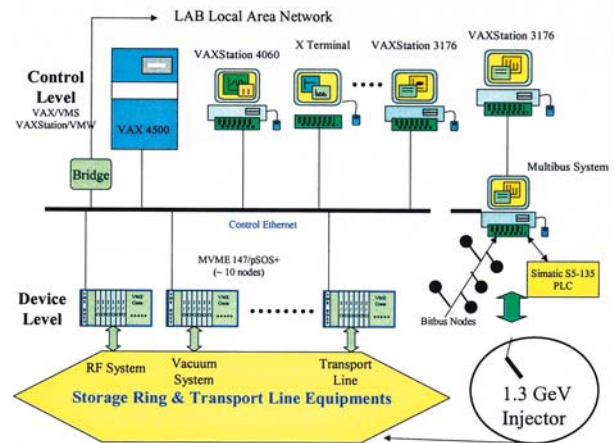 LAB Local Area Network
VAXStation 4060
X Terminal
VAXStation 3176
VAXStation 3176
Control
Level
VAX/VMS
VAXStation/VMW
VAX 4500
Bridge
Multibus System
Control Ethernet
MVME 147/pSOS+
(~ 10 nodes)
Simatic S5-135
PLC
Device
Level
Bitbus Nodes
RF System
Vacuum
System
Transport
Line
Storage Ring & Transport Line Equipments
1.3 GeV
Injector